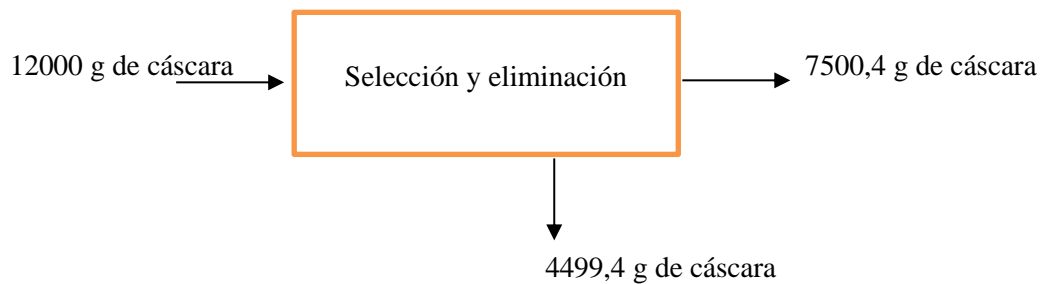 12000 g de cáscara
Selección y eliminación
7500,4 g de cáscara
4499,4 g de cáscara